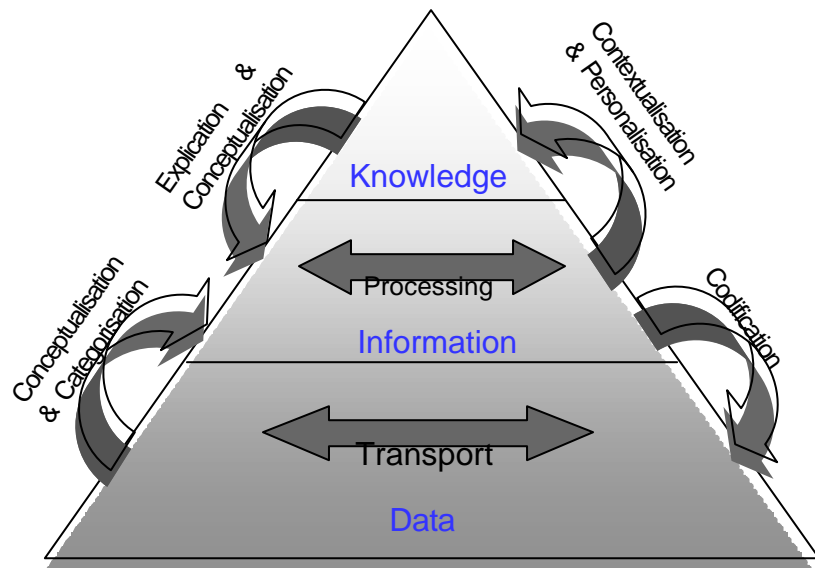 Explication &
Conceptualisation
Contextualisation
& Personalisation
Knowledge
Processing
Information
Conceptualisation
& Categorisation
Codification
Transport
Data